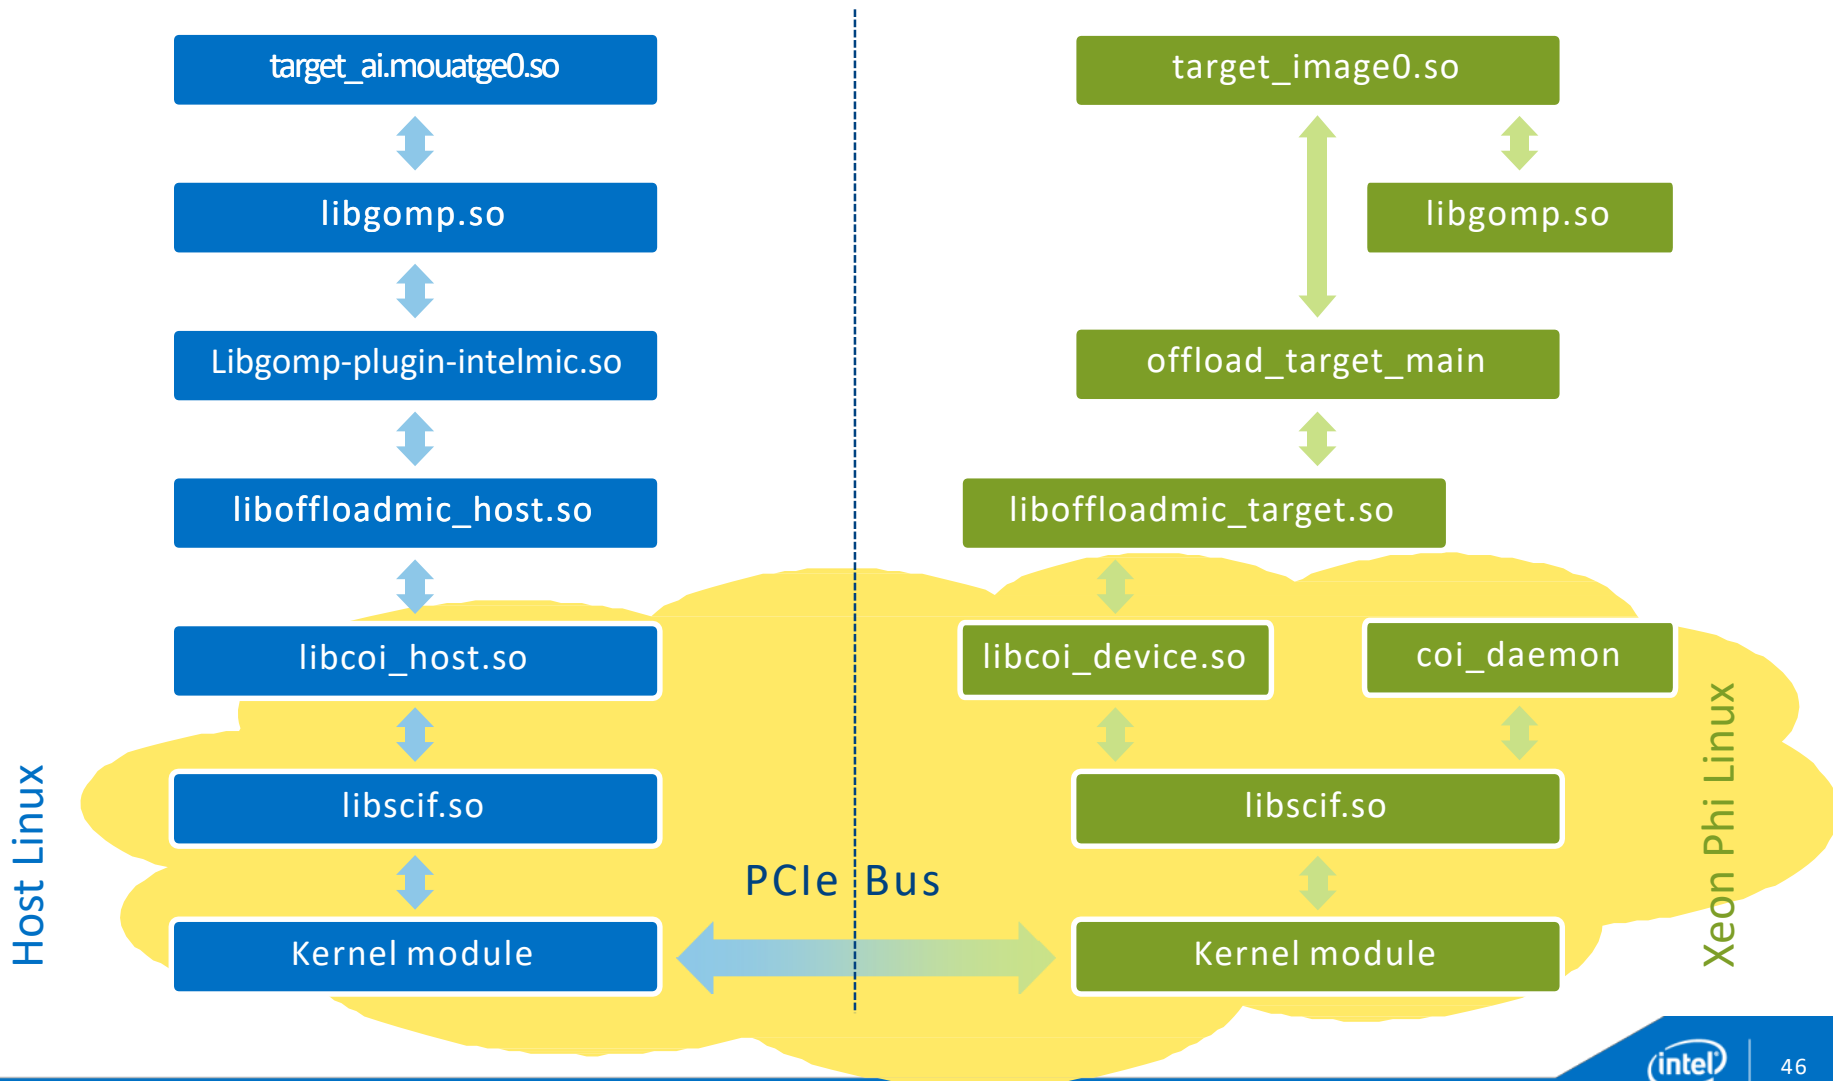 target_ai.mouatge0.so
target_image0.so
libgomp.so
libgomp.so
Libgomp-plugin-intelmic.so
offload_target_main
liboffloadmic_host.so
liboffloadmic_target.so
libcoi_host.so
libcoi_device.so
coi_daemon
libscif.so
libscif.so
PCIe Bus
Kernel module
Kernel module
Host Linux
Xeon Phi Linux
intel
46